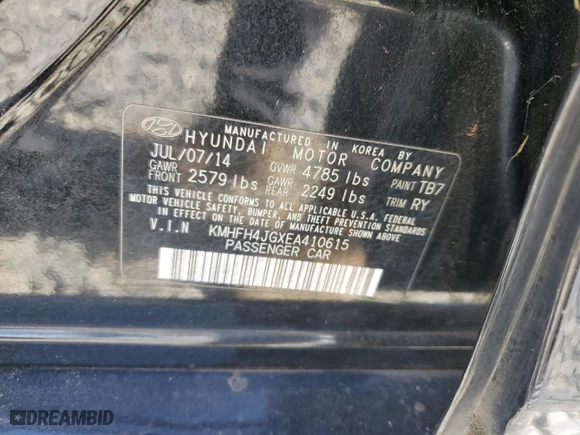 MANUFACTURED IN KOREA BY
HYUNDAI MOTOR COMPANY
JUL/07/14 GVWR 4785 lbs PAINT TB7
GAWR FRONT 2579 lbs GAWR REAR 2249 lbs TRIM RY
THIS VEHICLE CONFORMS TO ALL APPLICABLE U.S.A. FEDERAL
MOTOR VEHICLE SAFETY, BUMPER, AND THEFT PREVENTION STANDARDS
IN EFFECT ON THE DATE OF MANUFACTURE SHOWN ABOVE.
V.I.N KMHFH4JGXEA410615
PASSENGER CAR
DREAMBID